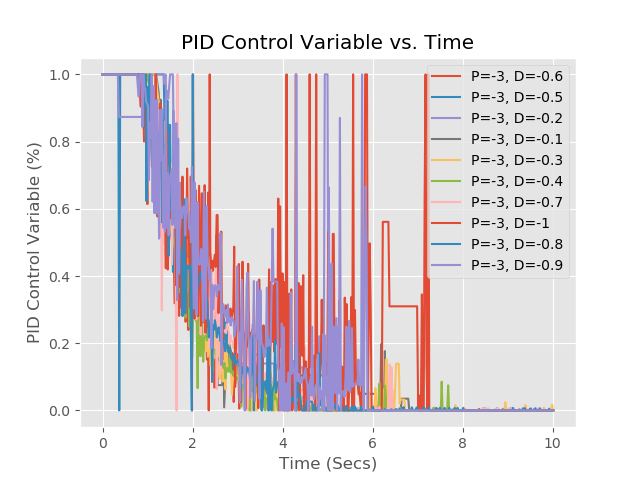 PID Control Variable vs. Time
1.0
0.8
0.6
0.4
0.2
0.0
PID Control Variable (%)
P=-3, D=-0.6
P=-3, D=-0.5
P=-3, D=-0.2
P=-3, D=-0.1
P=-3, D=-0.3
P=-3, D=-0.4
P=-3, D=-0.7
P=-3, D=-1
P=-3, D=-0.8
P=-3, D=-0.9
0 2 4 6 8 10
Time (Secs)